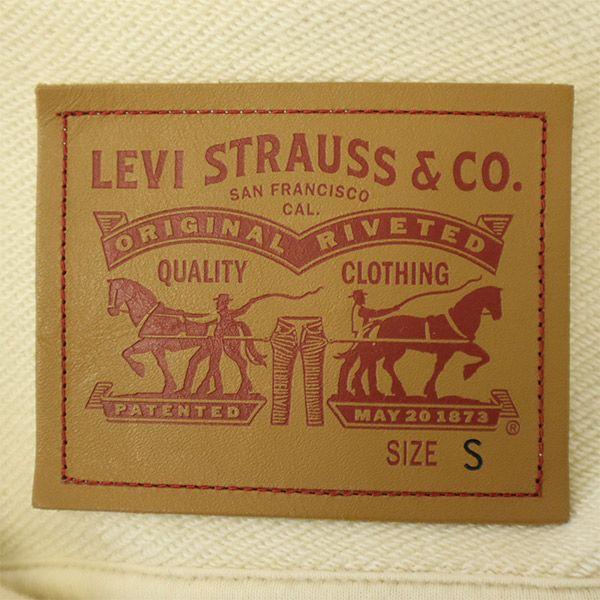 LEVI STRAUSS & CO.
SAN FRANCISCO
CAL.
ORIGINAL RIVETED
QUALITY CLOTHING
PATENTED MAY 20 1873
®
SIZE S